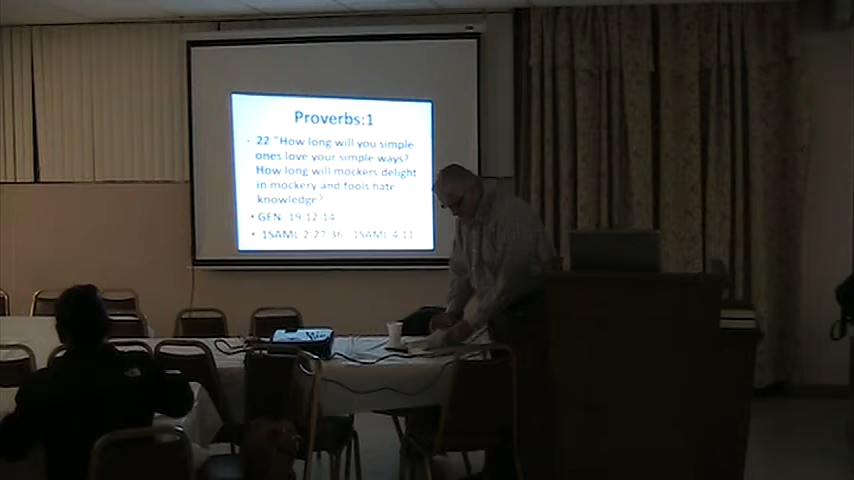 Proverbs:1
• 22 "How long will you simple
ones love your simple ways?
How long will mockers delight
in mockery and fools hate
knowledge?
• GEN. 19:12-14
• 1SAML 2:27-36 1SAML 4:11